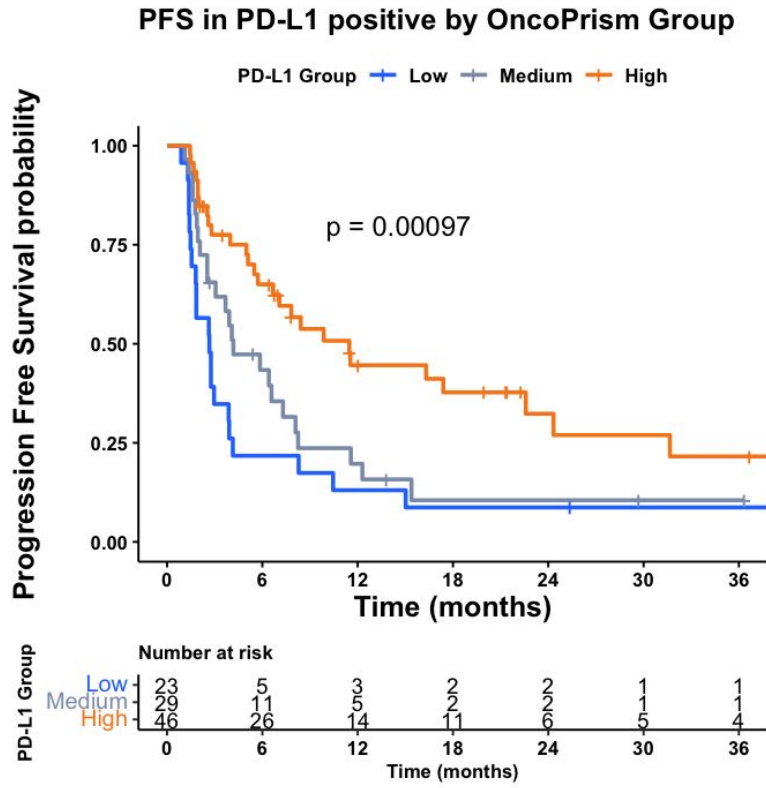 PFS in PD-L1 positive by OncoPrism Group
PD-L1 Group Low Medium High
Progression Free Survival probability
1.00
0.75
0.50
0.25
0.00
p = 0.00097
0 6 12 18 24 30 36
Time (months)
Number at risk
PD-L1 Group
Low 23 5 3 2 2 1 1
Medium 29 11 5 2 2 1 1
High 46 26 14 11 6 5 4
0 6 12 18 24 30 36
Time (months)